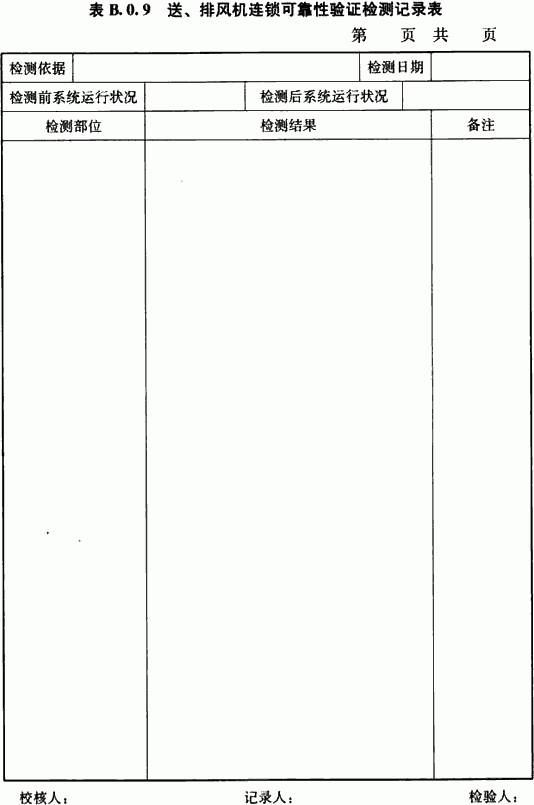 表 B.0.9 送、排风机连锁可靠性验证检测记录表
第 页 共 页
检测依据 检测日期
检测前系统运行状况 检测后系统运行状况
检测部位 检测结果 备注
校核人： 记录人： 检验人：